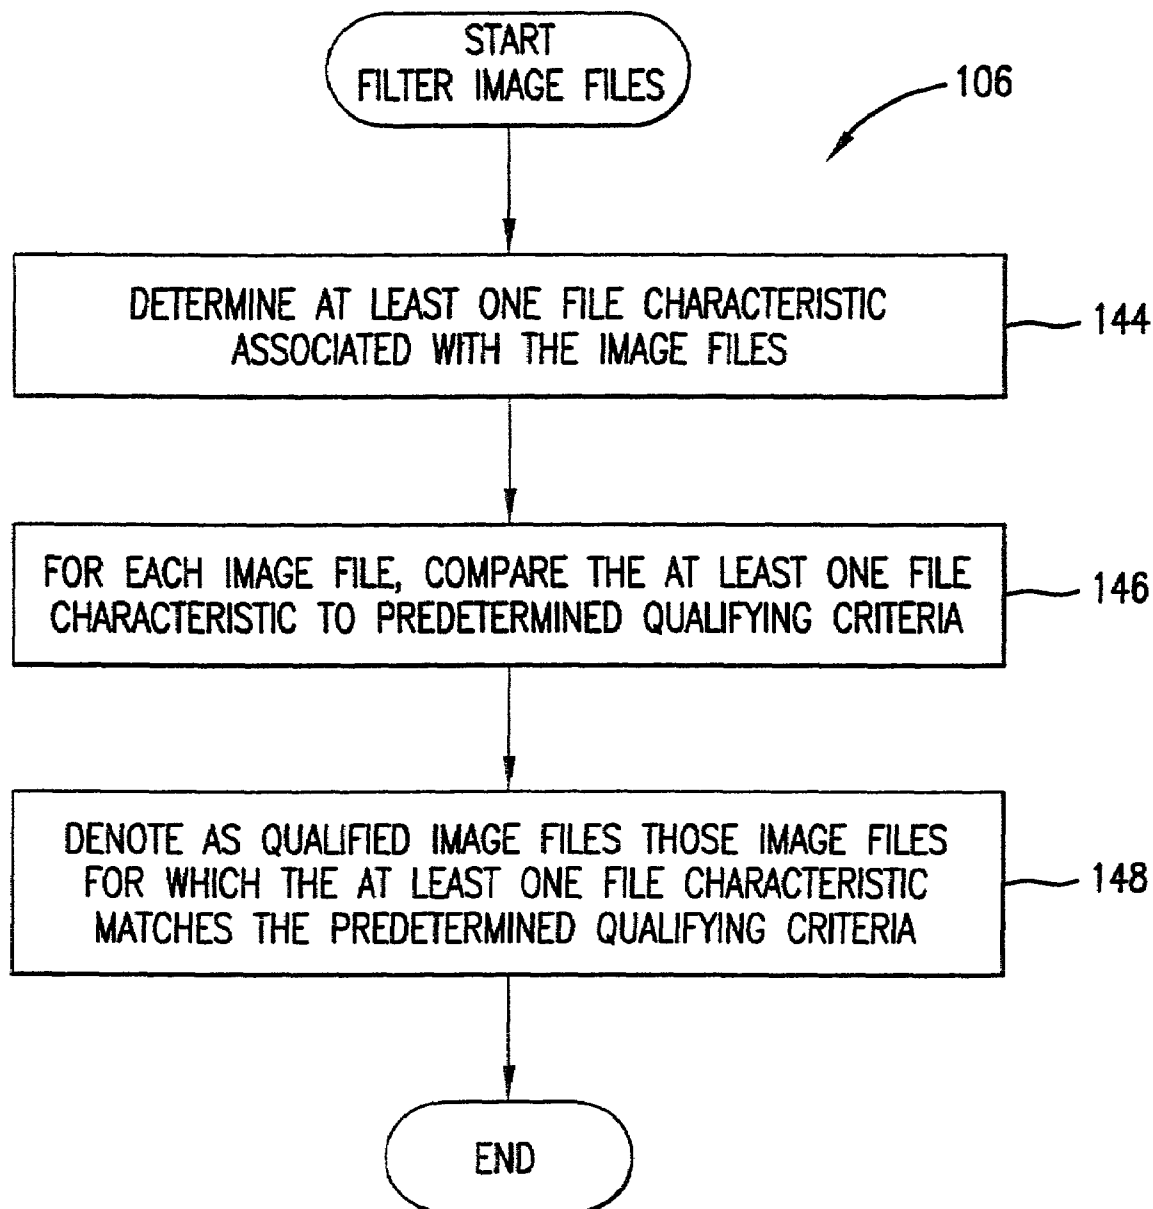 START
FILTER IMAGE FILES
106
DETERMINE AT LEAST ONE FILE CHARACTERISTIC
ASSOCIATED WITH THE IMAGE FILES
144
FOR EACH IMAGE FILE, COMPARE THE AT LEAST ONE FILE
CHARACTERISTIC TO PREDETERMINED QUALIFYING CRITERIA
146
DENOTE AS QUALIFIED IMAGE FILES THOSE IMAGE FILES
FOR WHICH THE AT LEAST ONE FILE CHARACTERISTIC
MATCHES THE PREDETERMINED QUALIFYING CRITERIA
148
END